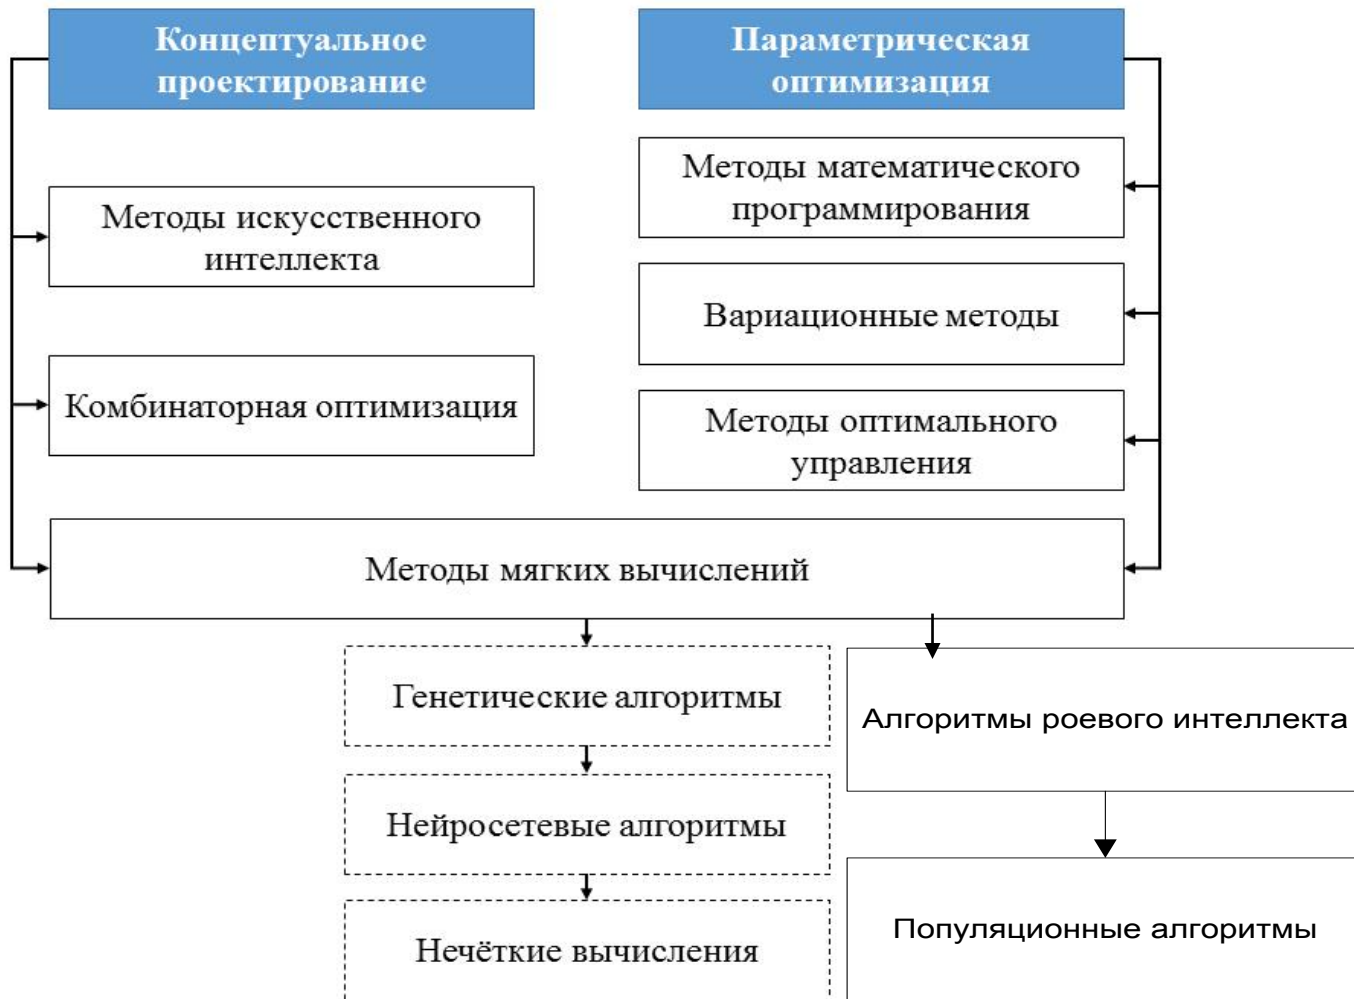 Концептуальное
проектирование
Параметрическая
оптимизация
Методы искусственного
интеллекта
Комбинаторная оптимизация
Методы математического
программирования
Вариационные методы
Методы оптимального
управления
Методы мягких вычислений
Генетические алгоритмы
Нейросетевые алгоритмы
Нечёткие вычисления
Алгоритмы роевого интеллекта
Популяционные алгоритмы